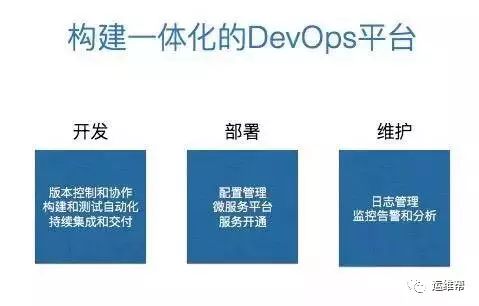 构建一体化的DevOps平台
开发
版本控制和协作
构建和测试自动化
持续集成和交付
部署
配置管理
微服务平台
服务开通
维护
日志管理
监控告警和分析
运维帮